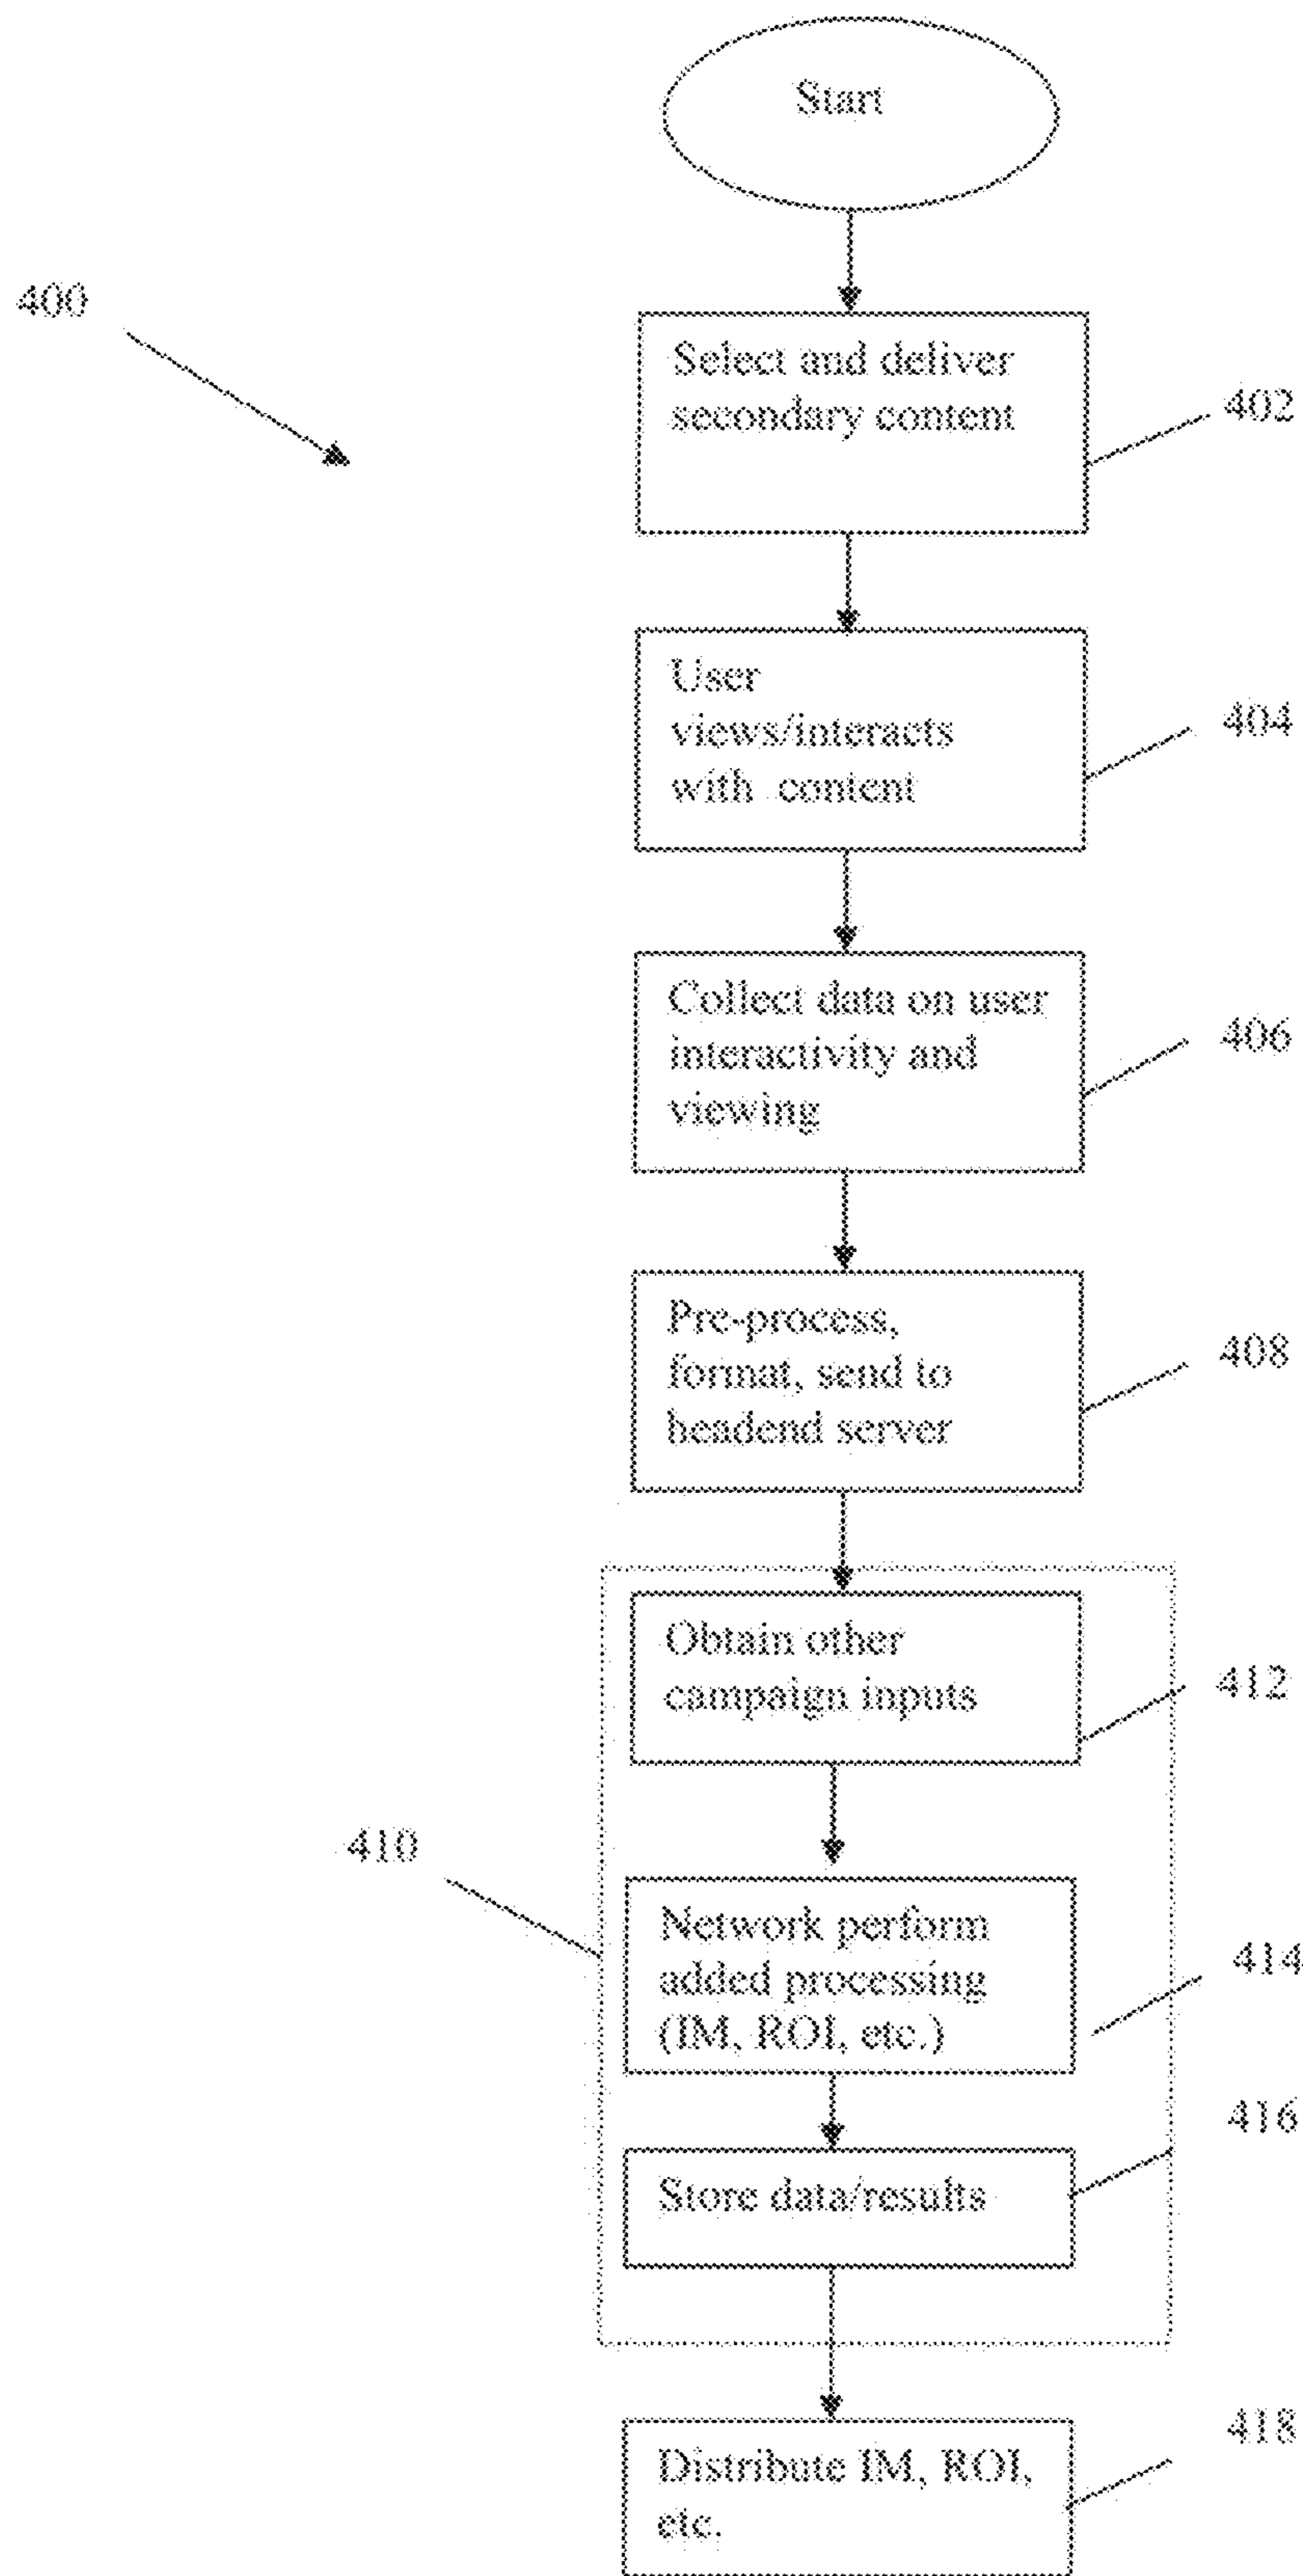 Start
400
Select and deliver
secondary content
402
User
views/interacts
with content
404
Collect data on user
interactivity and
viewing
406
Pre-process,
format, send to
headend server
408
Obtain other
campaign inputs
412
410
Network perform
added processing
(IM, ROI, etc.)
414
416
Store data/results
418
Distribute IM, ROI,
etc.